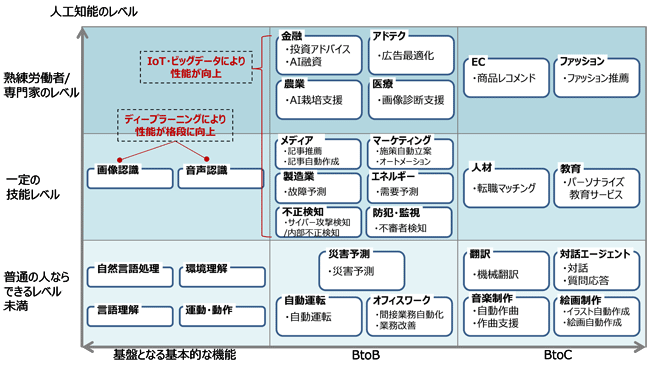 人工知能のレベル
熟練労働者/
専門家のレベル
IoT・ビッグデータにより
性能が向上
ディープラーニングにより
性能が格段に向上
金融
・投資アドバイス
・AI融資
アドテク
・広告最適化
農業
・AI栽培支援
医療
・画像診断支援
EC
・商品レコメンド
ファッション
・ファッション推薦
一定の
技能レベル
画像認識
音声認識
メディア
・記事推薦
・記事自動作成
マーケティング
・施策自動立案
・オートメーション
製造業
・故障予測
エネルギー
・需要予測
不正検知
・サイバー攻撃検知
/内部不正検知
防犯・監視
・不審者検知
人材
・転職マッチング
教育
・パーソナライズ
教育サービス
普通の人なら
できるレベル
未満
自然言語処理
環境理解
言語理解
運動・動作
災害予測
・災害予測
自動運転
・自動運転
オフィスワーク
・間接業務自動化
・業務改善
翻訳
・機械翻訳
対話エージェント
・対話
・質問応答
音楽制作
・自動作曲
・作曲支援
絵画制作
・イラスト自動作成
・絵画自動作成
基盤となる基本的な機能
BtoB
BtoC